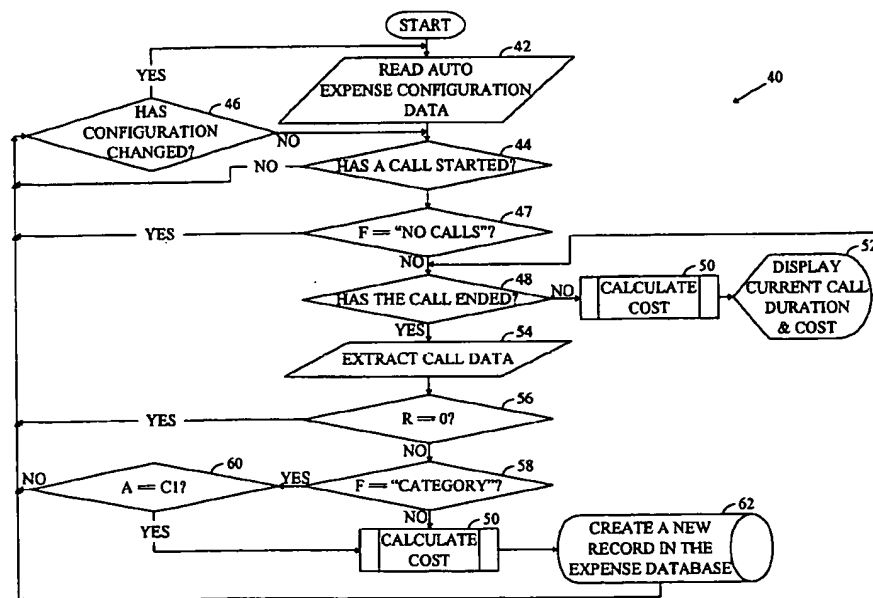 START
42
READ AUTO
EXPENSE CONFIGURATION
DATA
40
YES
46
HAS
CONFIGURATION
CHANGED?
NO
44
HAS A CALL STARTED?
NO
47
F = "NO CALLS"?
YES
NO
48
HAS THE CALL ENDED?
NO
50
CALCULATE
COST
52
DISPLAY
CURRENT CALL
DURATION
& COST
YES
54
EXTRACT CALL DATA
56
R = 0?
YES
NO
58
F = "CATEGORY"?
YES
60
A = C1?
NO
YES
NO
50
CALCULATE
COST
62
CREATE A NEW
RECORD IN THE
EXPENSE DATABASE